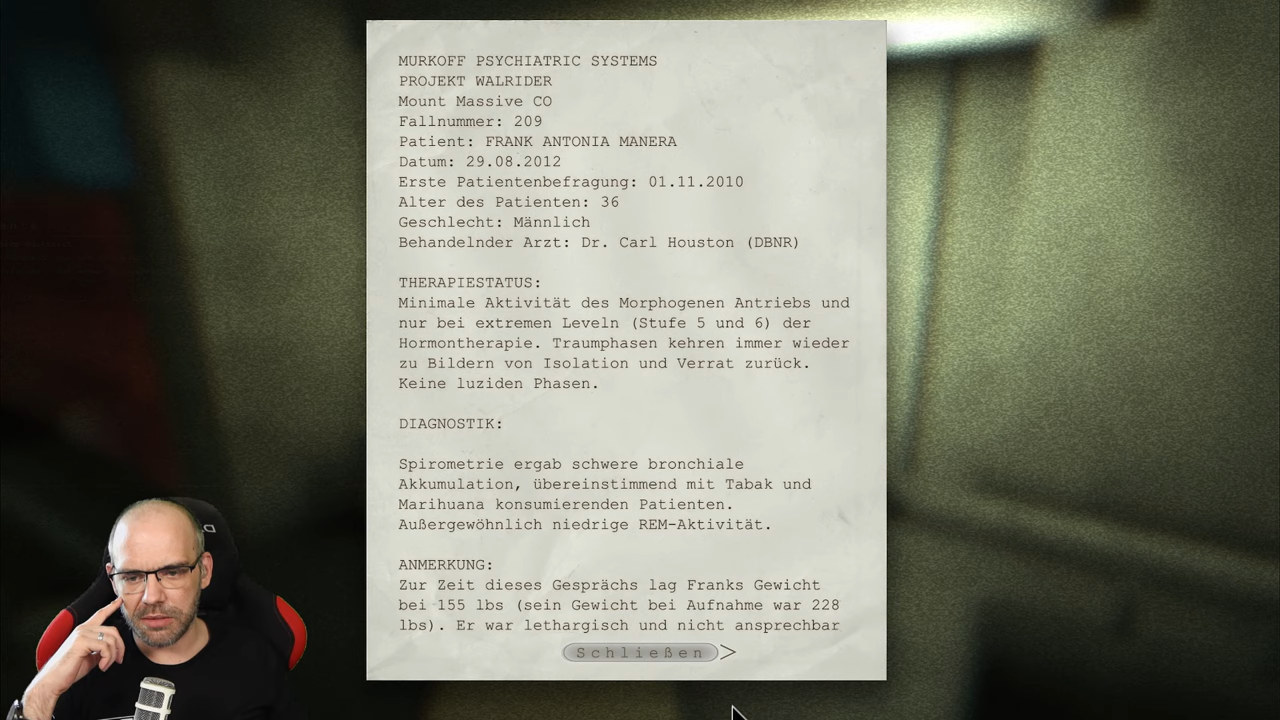 MURKOFF PSYCHIATRIC SYSTEMS
PROJEKT WALRIDER
Mount Massive CO
Fallnummer: 209
Patient: FRANK ANTONIA MANERA
Datum: 29.08.2012
Erste Patientenbefragung: 01.11.2010
Alter des Patienten: 36
Geschlecht: Männlich
Behandelnder Arzt: Dr. Carl Houston (DBNR)
THERAPIESTATUS:
Minimale Aktivität des Morphogenen Antriebs und
nur bei extremen Leveln (Stufe 5 und 6) der
Hormontherapie. Traumphasen kehren immer wieder
zu Bildern von Isolation und Verrat zurück.
Keine luziden Phasen.
DIAGNOSTIK:
Spirometrie ergab schwere bronchiale
Akkumulation, übereinstimmend mit Tabak und
Marihuana konsumierenden Patienten.
Außergewöhnlich niedrige REM-Aktivität.
ANMERKUNG:
Zur Zeit dieses Gesprächs lag Franks Gewicht
bei 155 lbs (sein Gewicht bei Aufnahme war 228
lbs). Er war lethargisch und nicht ansprechbar
Schließen >